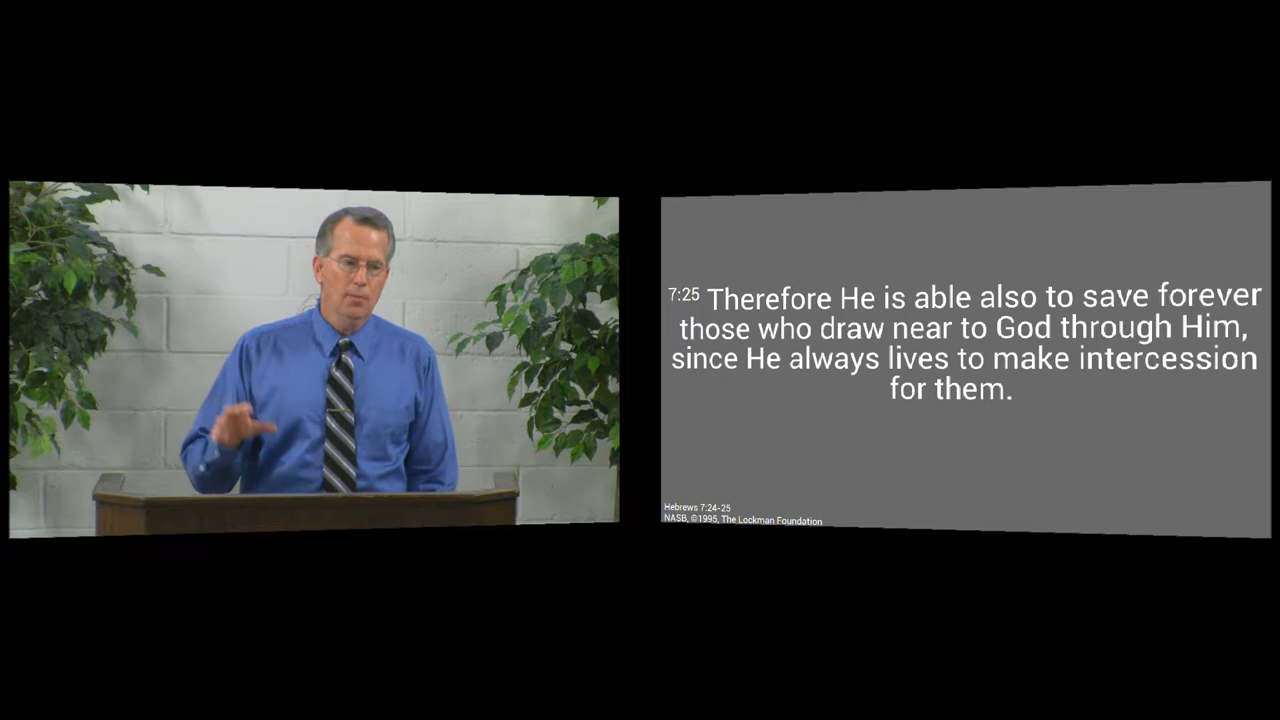 7:25 Therefore He is able also to save forever
those who draw near to God through Him,
since He always lives to make intercession
for them.
Hebrews 7:24-25
NASB, ©1995, The Lockman Foundation